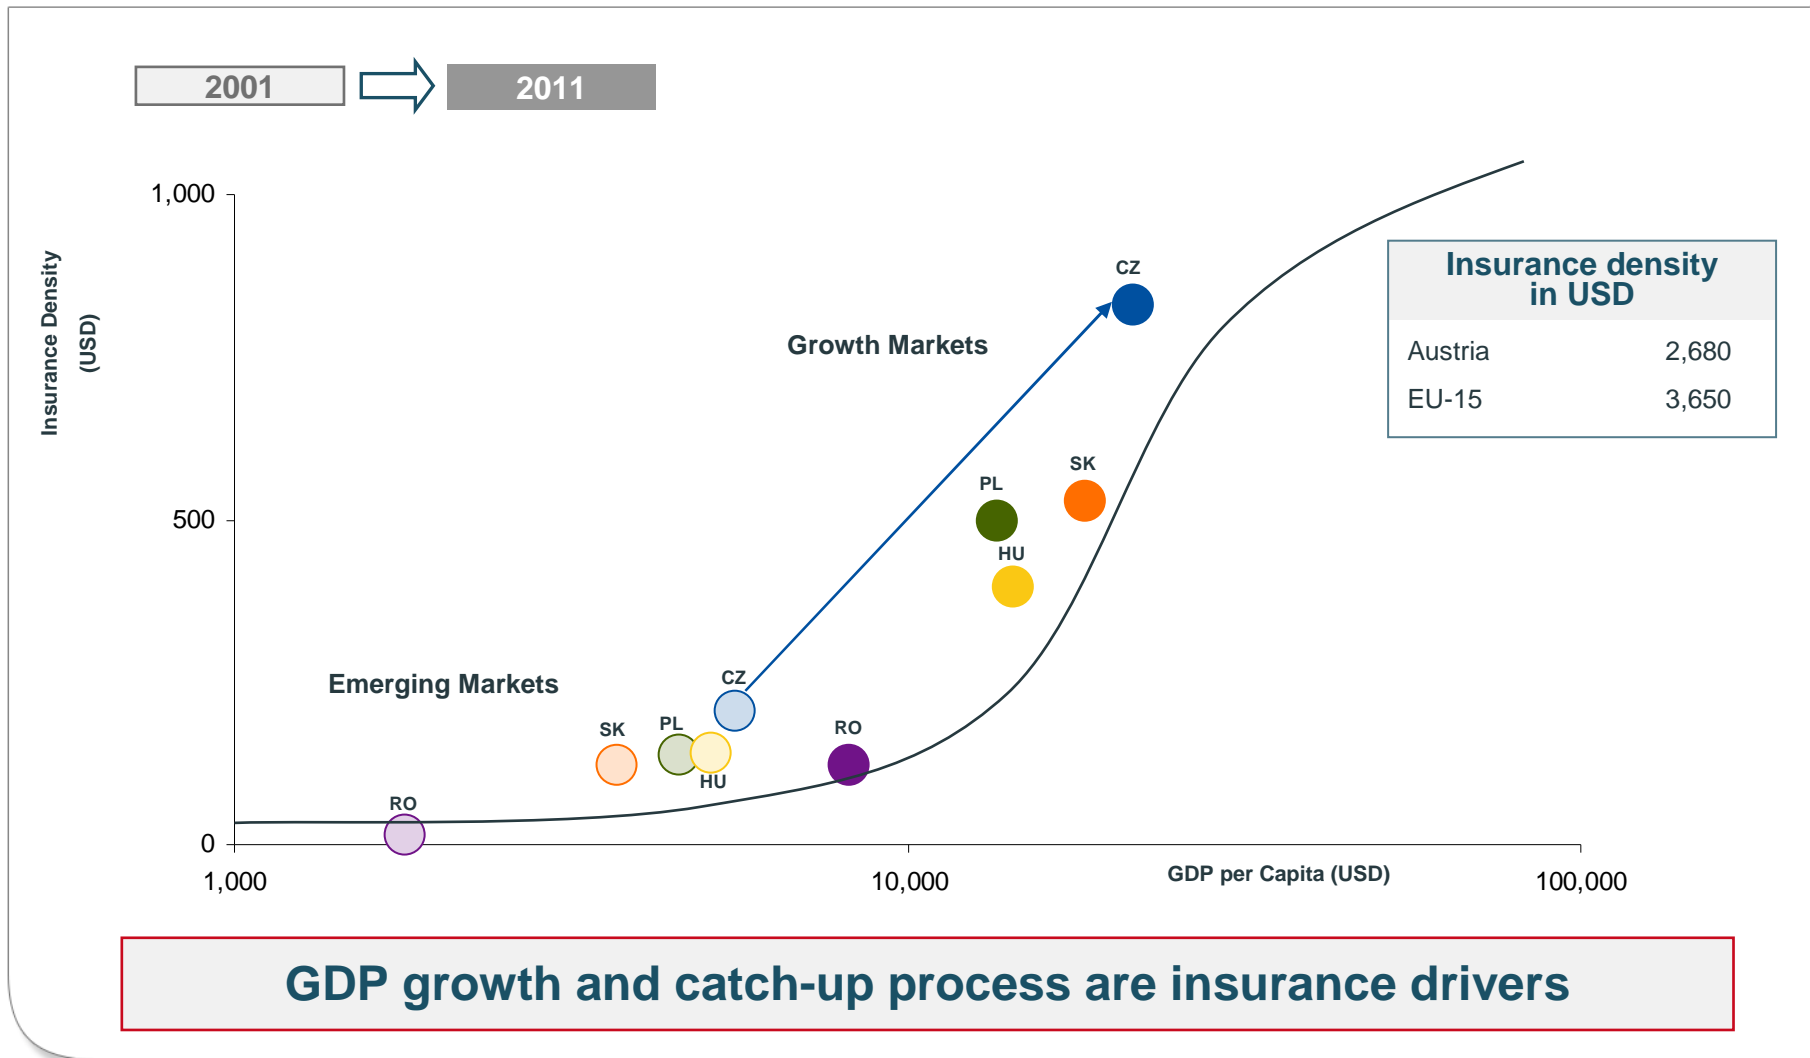 2001
2011
1,000
500
0
Insurance Density
(USD)
1,000
10,000
100,000
GDP per Capita (USD)
Growth Markets
Emerging Markets
CZ
SK
PL
HU
CZ
RO
SK
PL
HU
RO
Insurance density
in USD
Austria 2,680
EU-15 3,650
GDP growth and catch-up process are insurance drivers